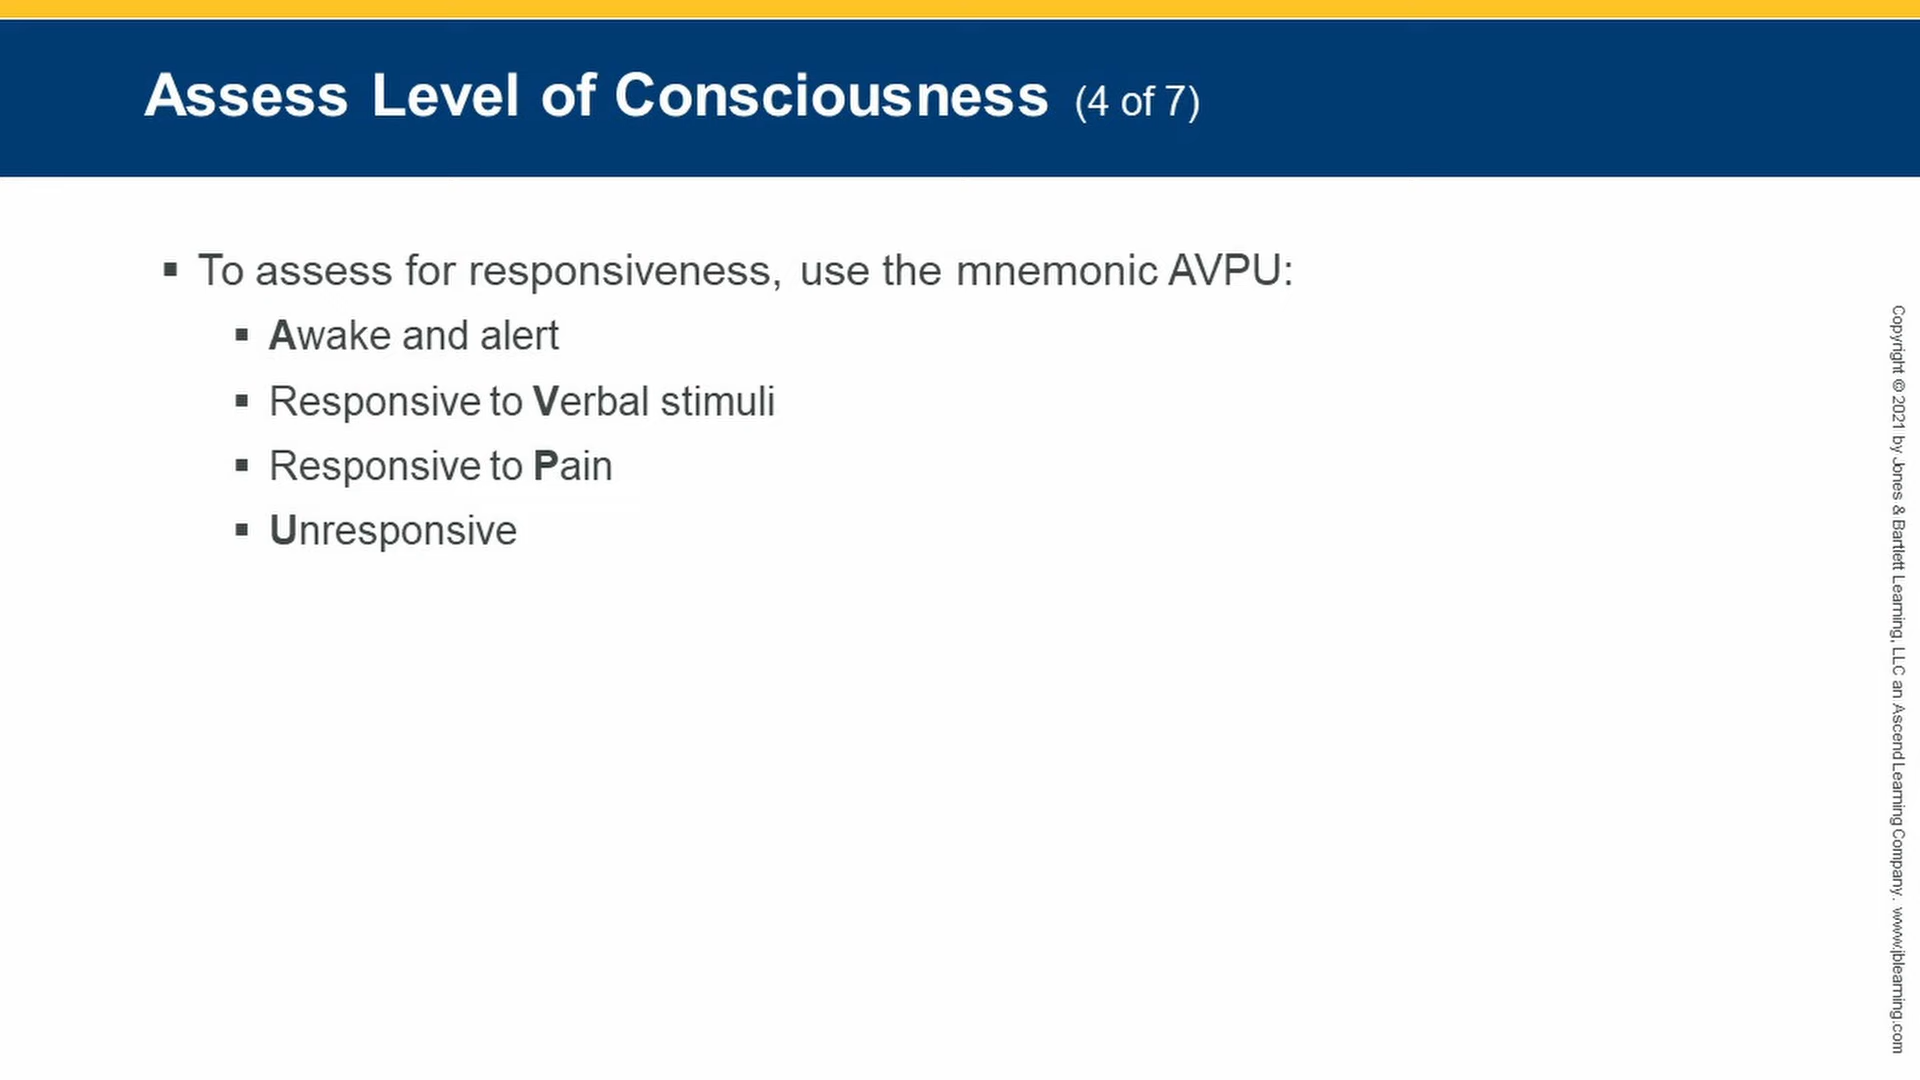 Assess Level of Consciousness (4 of 7)
▪ To assess for responsiveness, use the mnemonic AVPU:
▪ Awake and alert
▪ Responsive to Verbal stimuli
▪ Responsive to Pain
▪ Unresponsive
Copyright © 2021 by Jones & Bartlett Learning, LLC an Ascend Learning Company. www.jblearning.com